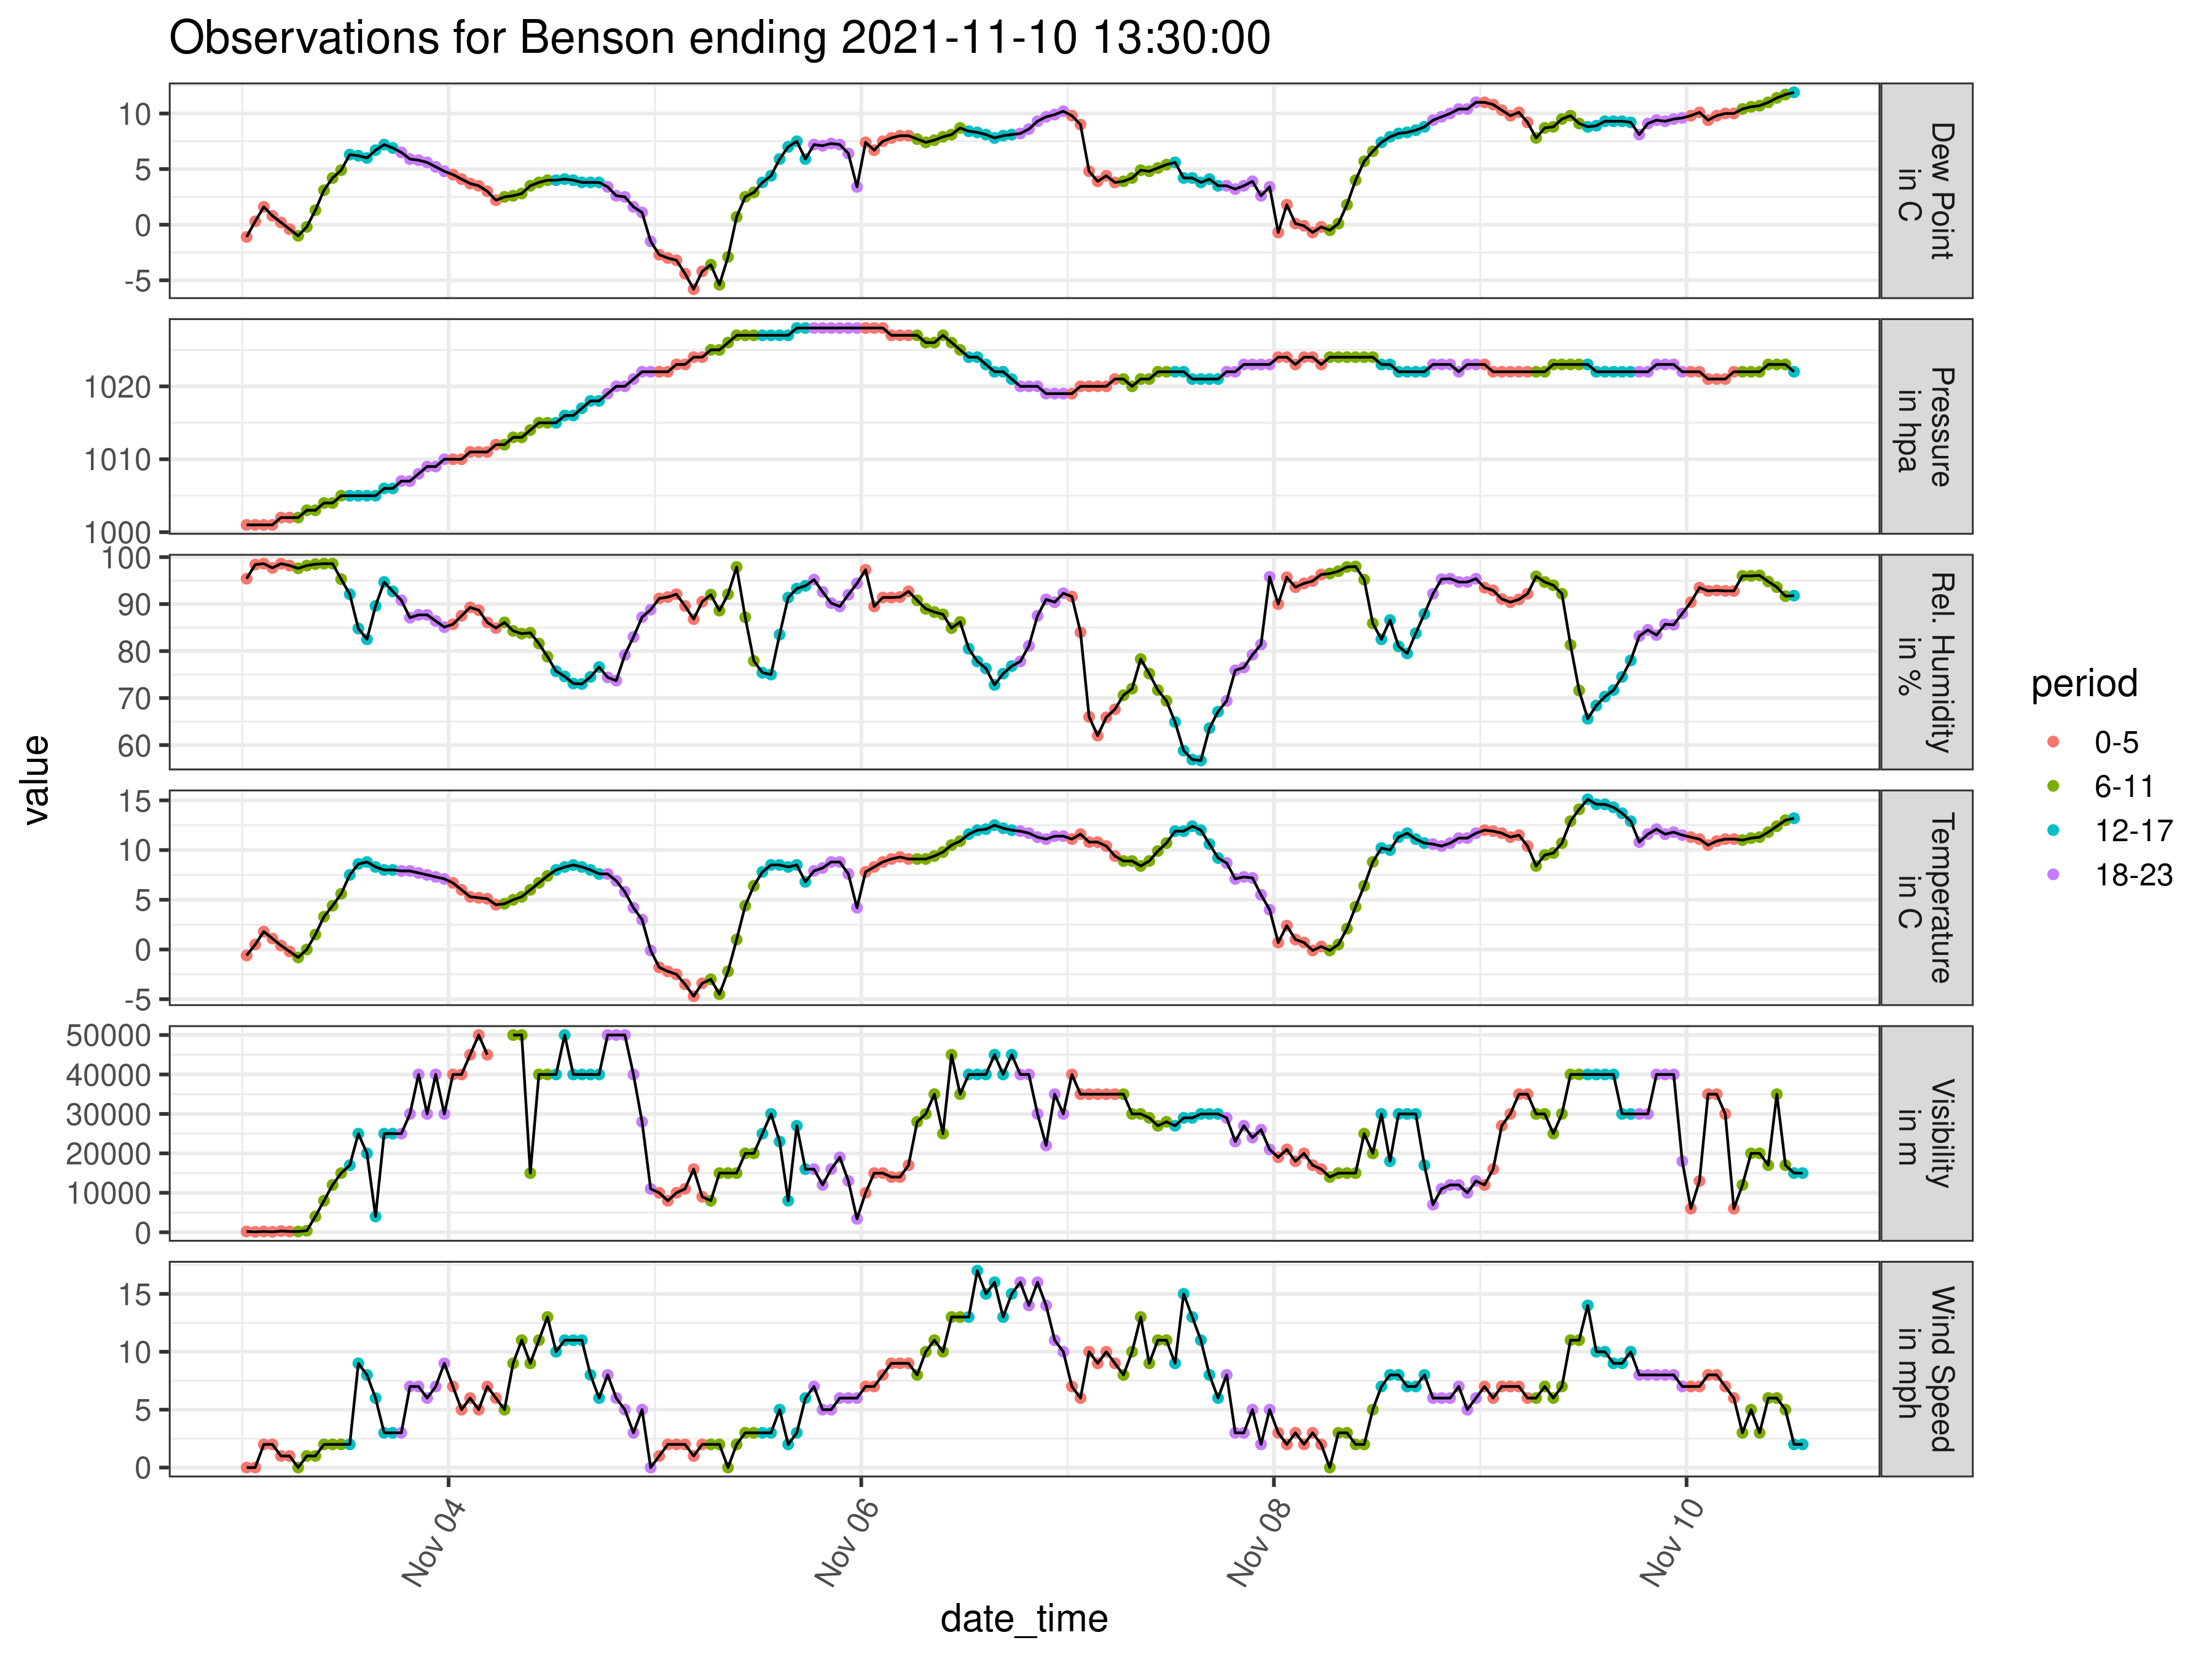 Observations for Benson ending 2021-11-10 13:30:00
value
10
5
0
-5
Dew Point
in C
1020
1010
1000
Pressure
in hpa
100
90
80
70
60
Rel. Humidity
in %
15
10
5
0
-5
Temperature
in C
50000
40000
30000
20000
10000
0
Visibility
in m
15
10
5
0
Wind Speed
in mph
Nov 04
Nov 06
Nov 08
Nov 10
date_time
period
0-5
6-11
12-17
18-23